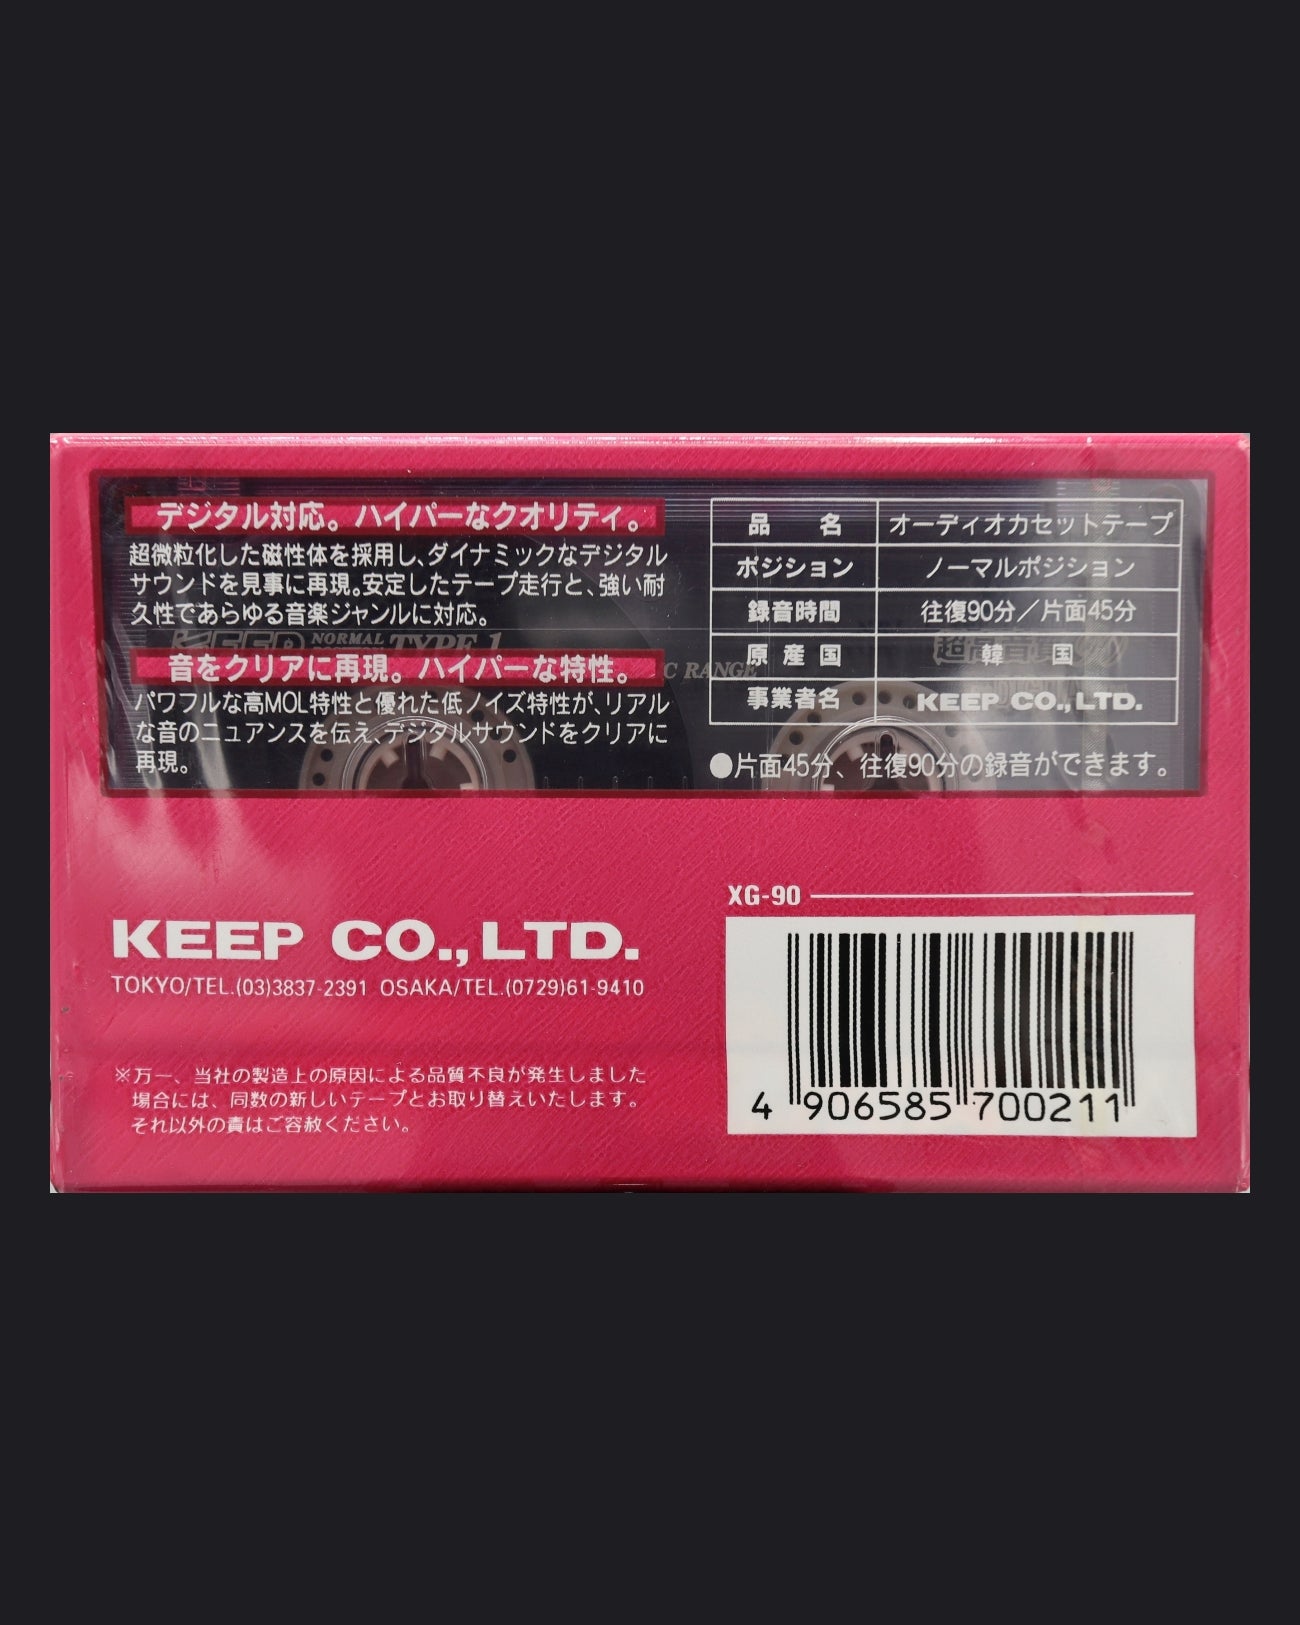 デジタル対応。ハイパーなクオリティ。
超微粒化した磁性体を採用し、ダイナミックなデジタル
サウンドを見事に再現。安定したテープ走行と、強い耐
久性であらゆる音楽ジャンルに対応。
KEEP NORMAL TYPE 1
音をクリアに再現。ハイパーな特性。
C RANGE
パワフルな高MOL特性と優れた低ノイズ特性が、リアル
な音のニュアンスを伝え、デジタルサウンドをクリアに
再現。
品 名 オーディオカセットテープ
ポジション ノーマルポジション
録音時間 往復90分/片面45分
原産国 韓 国
事業者名 KEEP CO.,LTD.
●片面45分、往復90分の録音ができます。
KEEP CO.,LTD.
TOKYO/TEL.(03)3837-2391 OSAKA/TEL.(0729)61-9410
※万一、当社の製造上の原因による品質不良が発生しました
場合には、同数の新しいテープとお取り替えいたします。
それ以外の責はご容赦ください。
XG-90
4 906585 700211